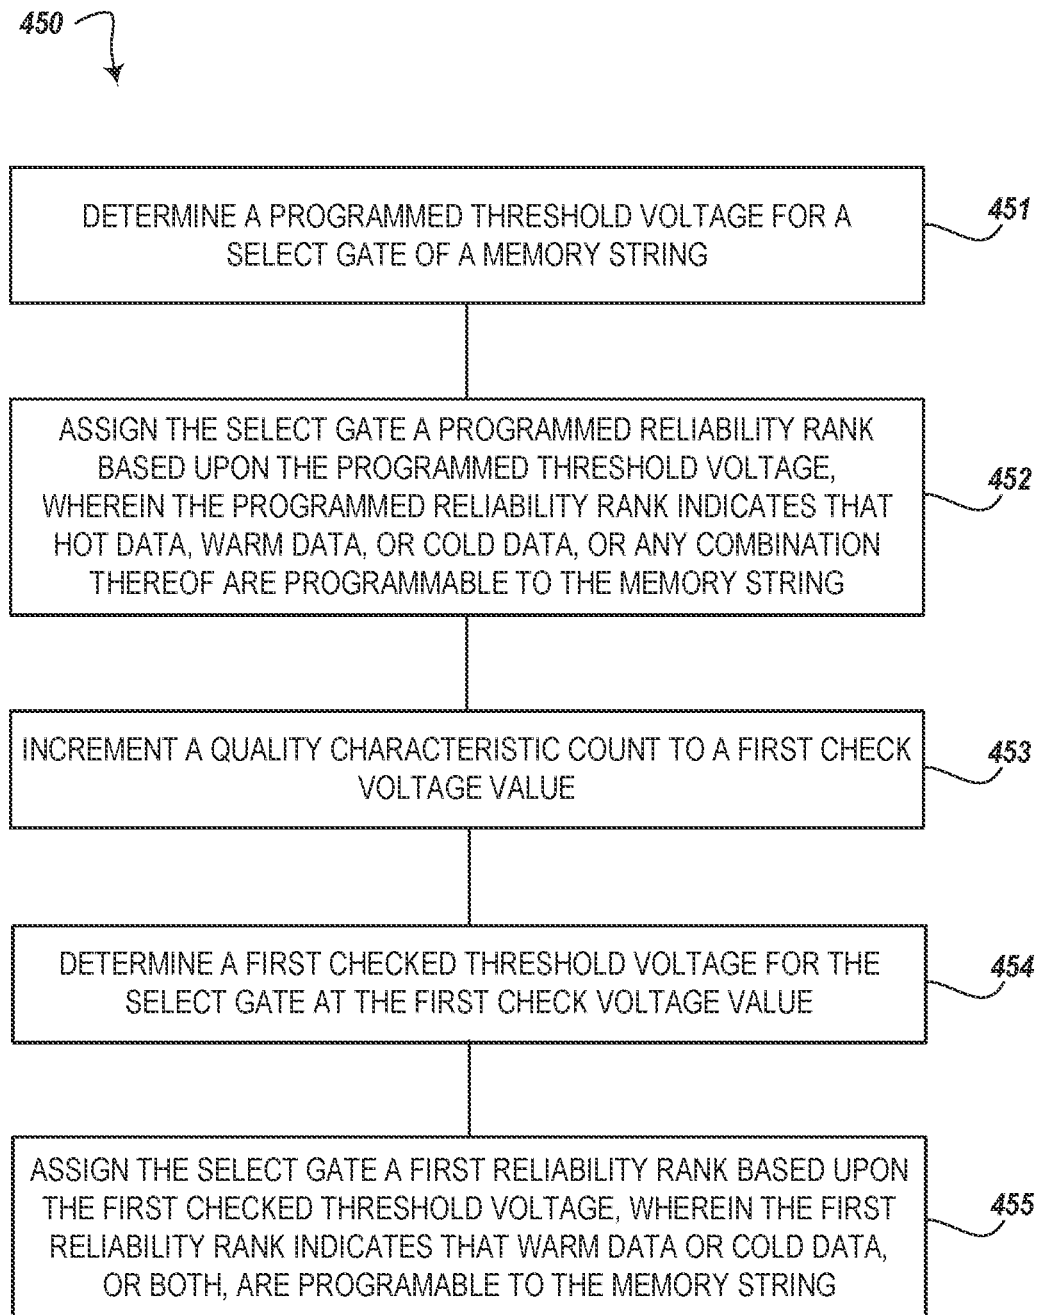 450
DETERMINE A PROGRAMMED THRESHOLD VOLTAGE FOR A
SELECT GATE OF A MEMORY STRING
451
ASSIGN THE SELECT GATE A PROGRAMMED RELIABILITY RANK
BASED UPON THE PROGRAMMED THRESHOLD VOLTAGE,
WHEREIN THE PROGRAMMED RELIABILITY RANK INDICATES THAT
HOT DATA, WARM DATA, OR COLD DATA, OR ANY COMBINATION
THEREOF ARE PROGRAMMABLE TO THE MEMORY STRING
452
INCREMENT A QUALITY CHARACTERISTIC COUNT TO A FIRST CHECK
VOLTAGE VALUE
453
DETERMINE A FIRST CHECKED THRESHOLD VOLTAGE FOR THE
SELECT GATE AT THE FIRST CHECK VOLTAGE VALUE
454
ASSIGN THE SELECT GATE A FIRST RELIABILITY RANK BASED UPON
THE FIRST CHECKED THRESHOLD VOLTAGE, WHEREIN THE FIRST
RELIABILITY RANK INDICATES THAT WARM DATA OR COLD DATA,
OR BOTH, ARE PROGRAMABLE TO THE MEMORY STRING
455